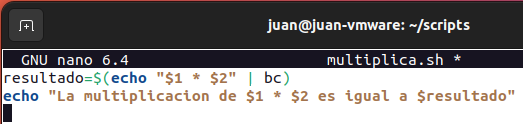 juan@juan-vmware: ~/scripts
GNU nano 6.4 multiplica.sh *
resultado=$(echo "$1 * $2" | bc)
echo "La multiplicacion de $1 * $2 es igual a $resultado"